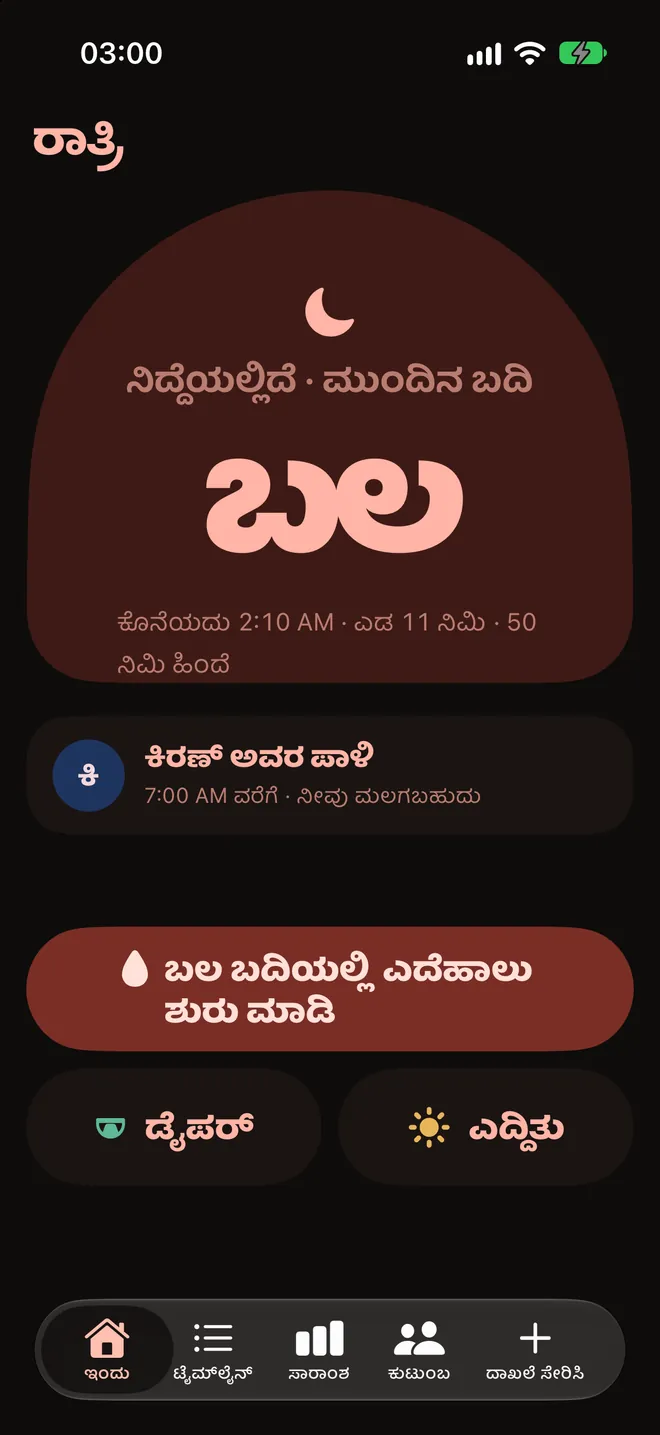 03:00
ರಾತ್ರಿ
ನಿದ್ದೆಯಲ್ಲಿದೆ · ಮುಂದಿನ ಬದಿ
ಬಲ
ಕೊನೆಯದು 2:10 AM · ಎಡ 11 ನಿಮಿ · 50
ನಿಮಿ ಹಿಂದೆ
ಕಿ
ಕಿರಣ್ ಅವರ ಪಾಳಿ
7:00 AM ವರೆಗೆ · ನೀವು ಮಲಗಬಹುದು
ಬಲ ಬದಿಯಲ್ಲಿ ಎದೆಹಾಲು
ಶುರು ಮಾಡಿ
ಡೈಪರ್
ಎದ್ದಿತು
ಇಂದು
ಟೈಮ್‌ಲೈನ್
ಸಾರಾಂಶ
ಕುಟುಂಬ
ದಾಖಲೆ ಸೇರಿಸಿ